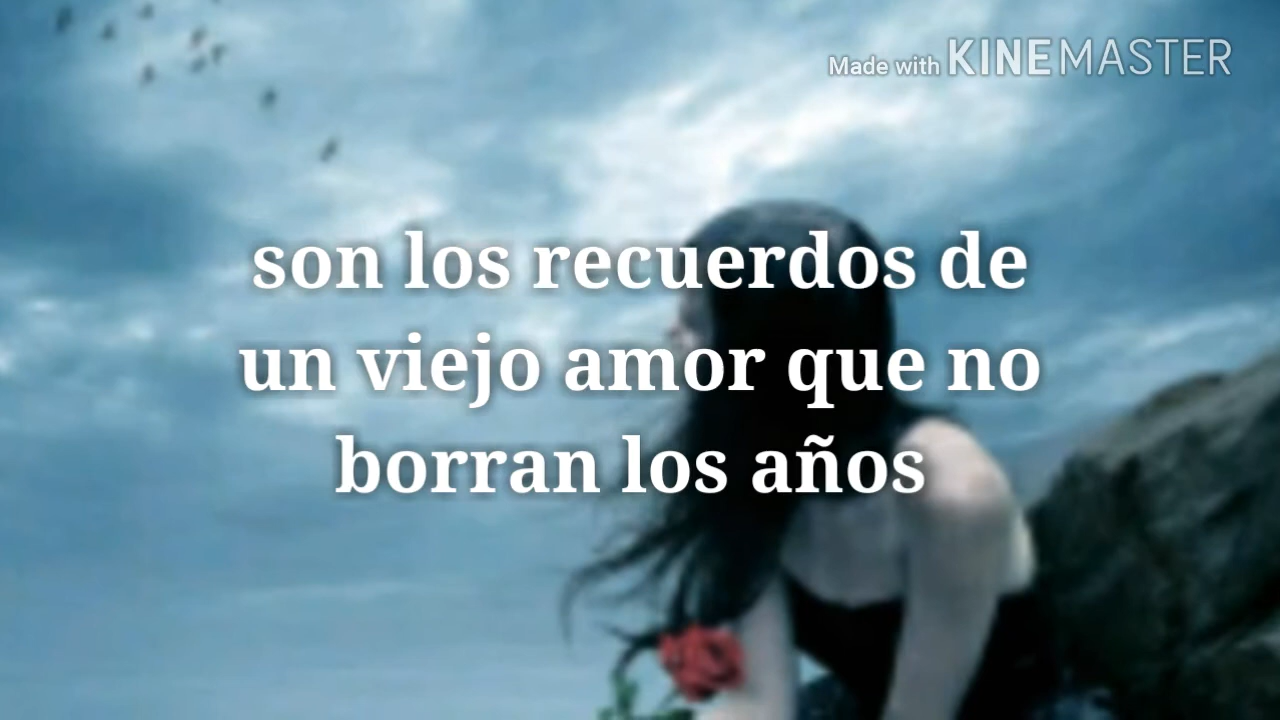 Made with KINEMASTER
son los recuerdos de
un viejo amor que no
borran los años